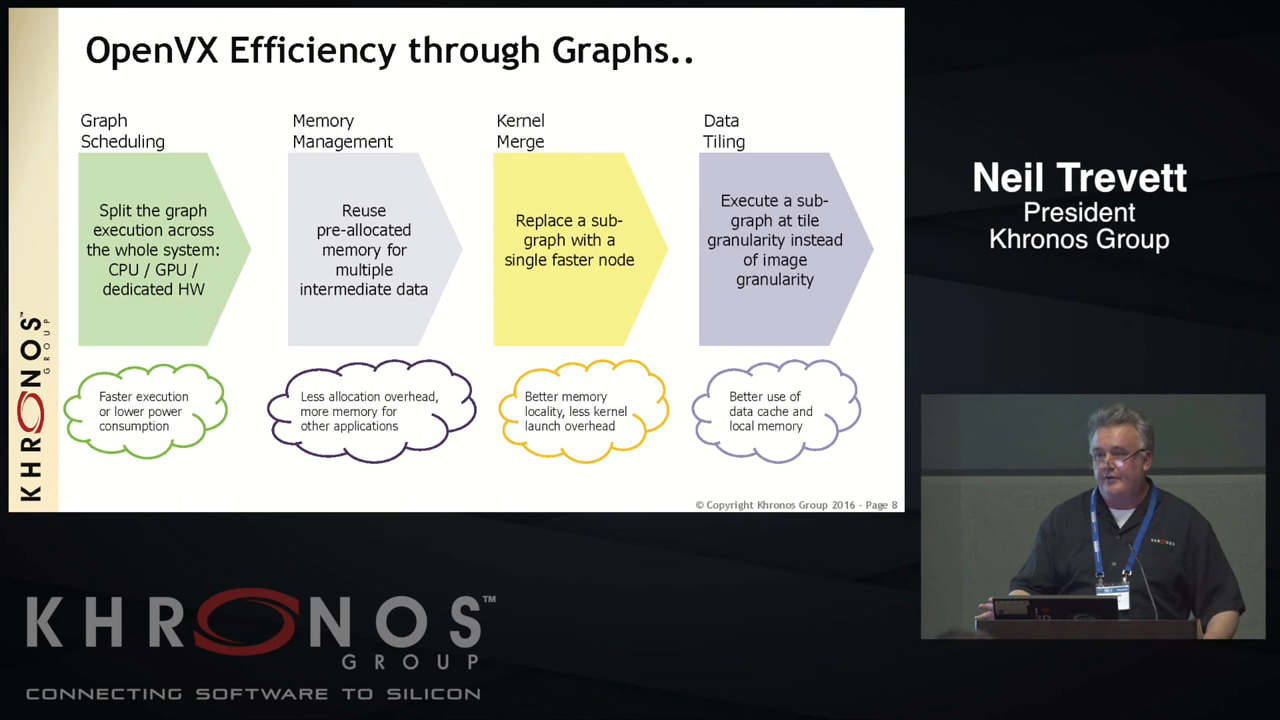 OpenVX Efficiency through Graphs..
Graph
Scheduling
Split the graph
execution across
the whole system:
CPU / GPU /
dedicated HW
Faster execution
or lower power
consumption
Memory
Management
Reuse
pre-allocated
memory for
multiple
intermediate data
Less allocation overhead,
more memory for
other applications
Kernel
Merge
Replace a sub-
graph with a
single faster node
Better memory
locality, less kernel
launch overhead
Data
Tiling
Execute a sub-
graph at tile
granularity instead
of image
granularity
Better use of
data cache and
local memory
KHRONOS™
GROUP
© Copyright Khronos Group 2016 - Page 8
Neil Trevett
President
Khronos Group
KHRONOS
KHRONOS™
GROUP
CONNECTING SOFTWARE TO SILICON